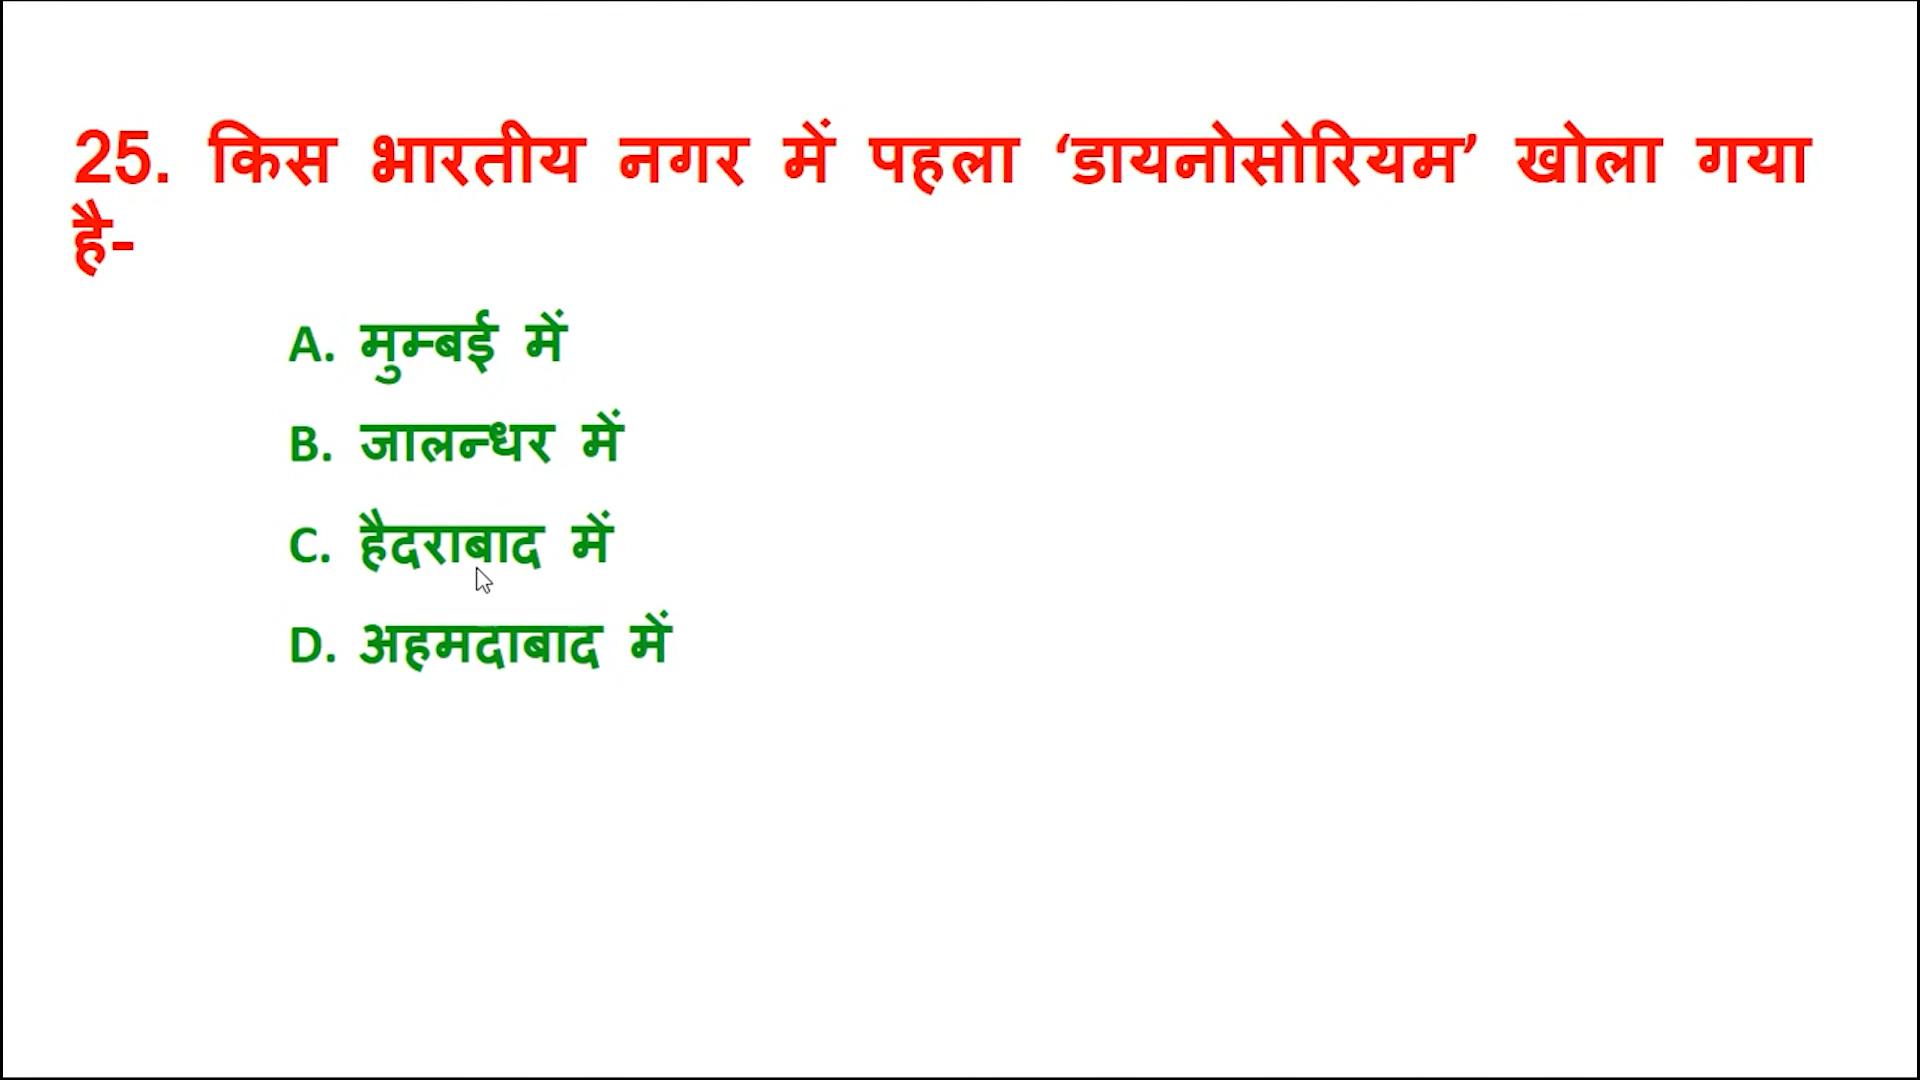 25. किस भारतीय नगर में पहला ‘डायनोसोरियम’ खोला गया
है-
A. मुम्बई में
B. जालन्धर में
C. हैदराबाद में
D. अहमदाबाद में